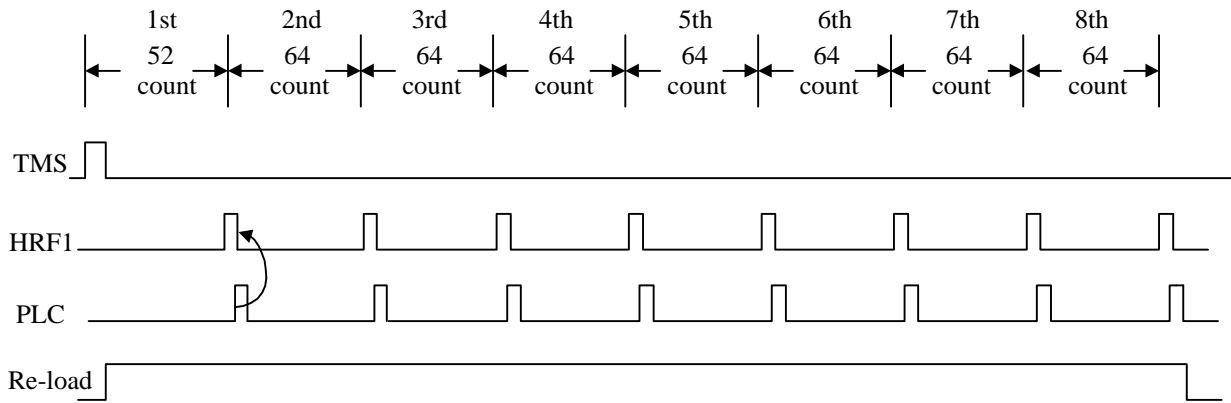 1st 2nd 3rd 4th 5th 6th 7th 8th
52 64 64 64 64 64 64 64
count count count count count count count count
TMS
HRF1
PLC
Re-load